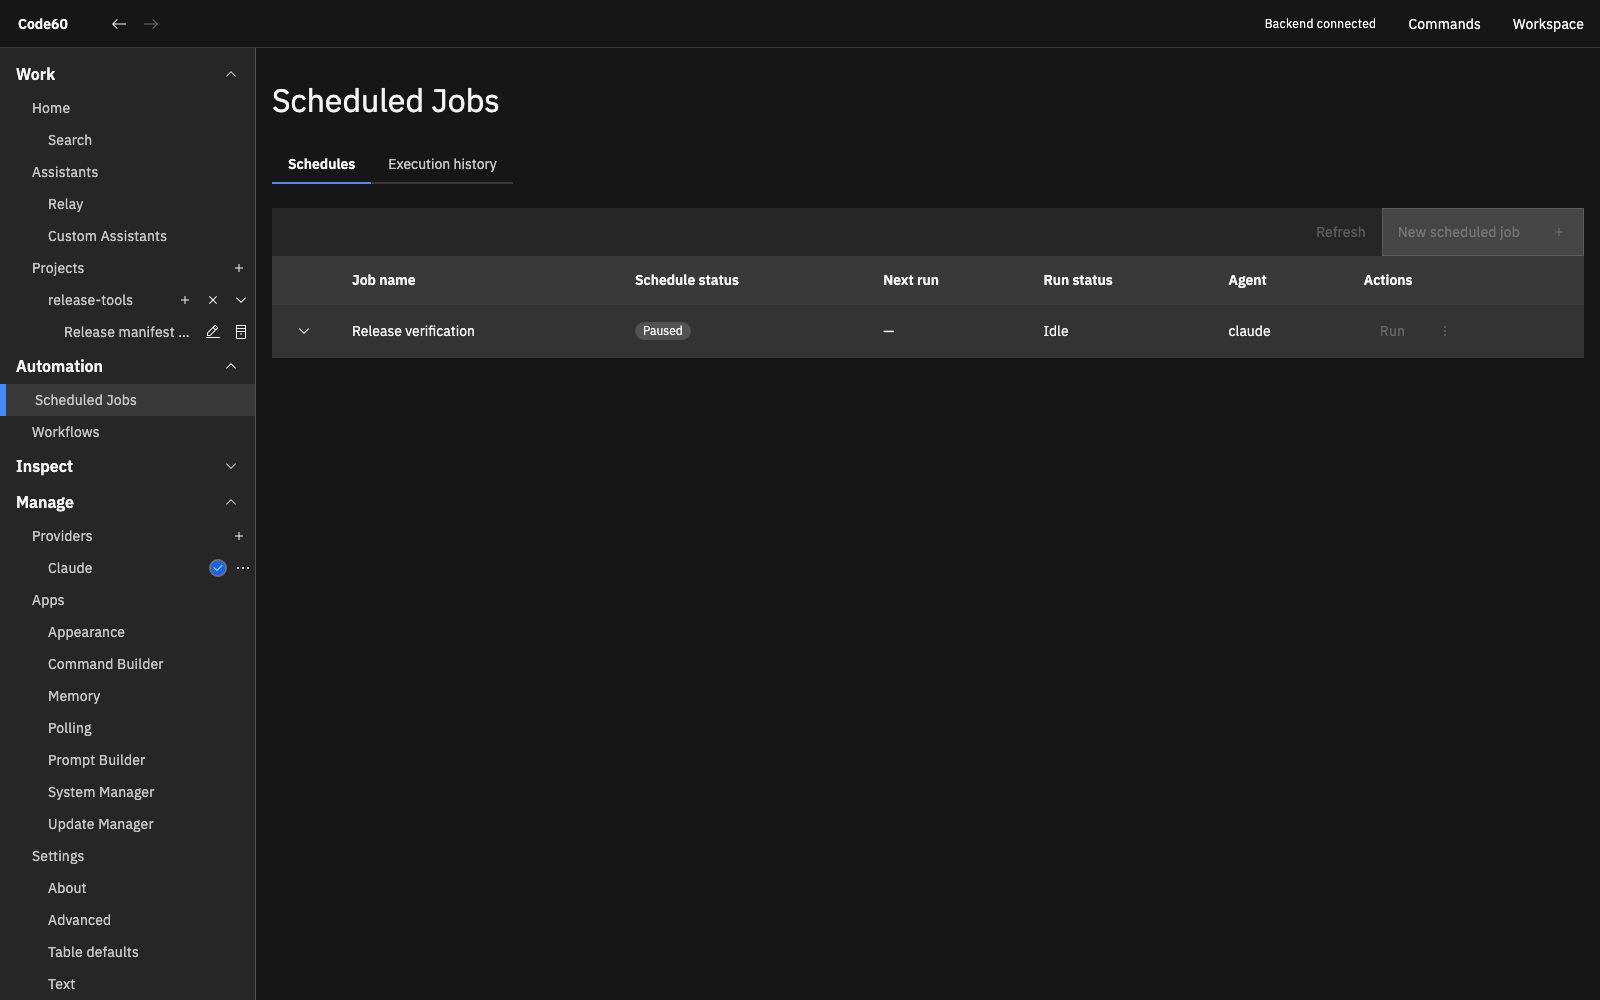 Code60
Backend connected
Commands
Workspace
Work
Home
Search
Assistants
Relay
Custom Assistants
Projects
release-tools
Release manifest ...
Automation
Scheduled Jobs
Workflows
Inspect
Manage
Providers
Claude
Apps
Appearance
Command Builder
Memory
Polling
Prompt Builder
System Manager
Update Manager
Settings
About
Advanced
Table defaults
Text
Scheduled Jobs
Schedules
Execution history
Refresh
New scheduled job
Job name Schedule status Next run Run status Agent Actions
Release verification Paused — Idle claude Run